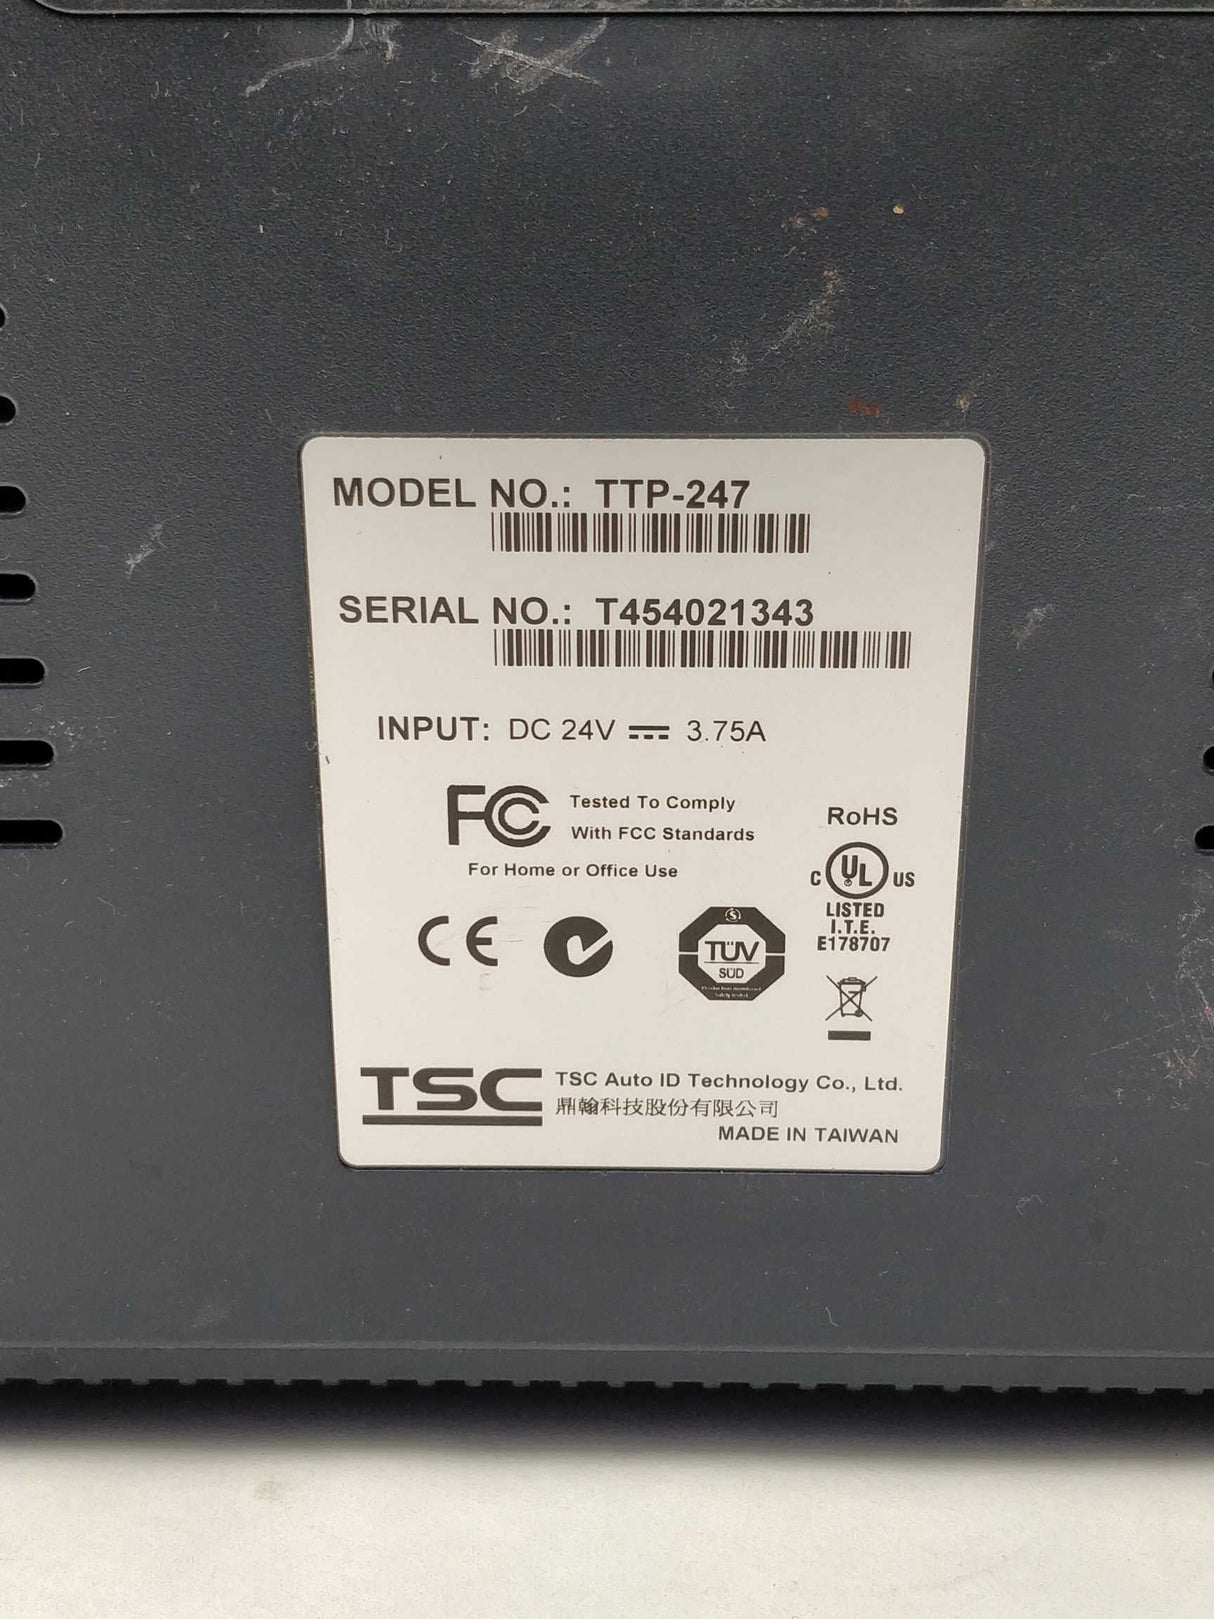 MODEL NO.: TTP-247
SERIAL NO.: T454021343
INPUT: DC 24V ⎓ 3.75A
FC Tested To Comply
With FCC Standards
For Home or Office Use
RoHS
C UL US
LISTED
I.T.E.
E178707
CE
TÜV
SÜD
TSC TSC Auto ID Technology Co., Ltd.
鼎翰科技股份有限公司
MADE IN TAIWAN